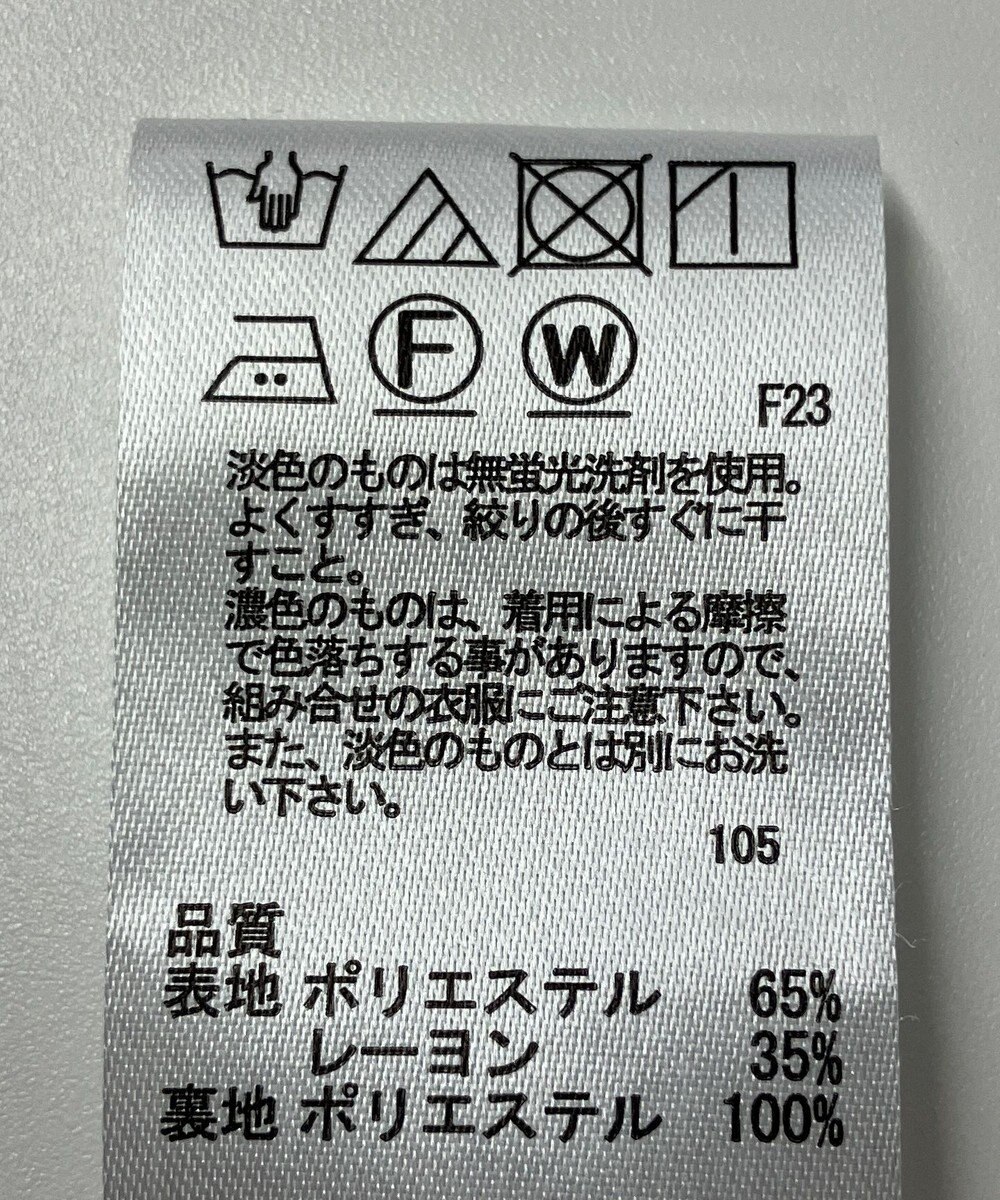 F
W
F23
淡色のものは無蛍光洗剤を使用。
よくすすぎ、絞りの後すぐに干
すこと。
濃色のものは、着用による摩擦
で色落ちする事がありますので、
組み合せの衣服にご注意下さい。
また、淡色のものとは別にお洗
い下さい。
105
品質
表地 ポリエステル 65%
レーヨン 35%
裏地 ポリエステル 100%